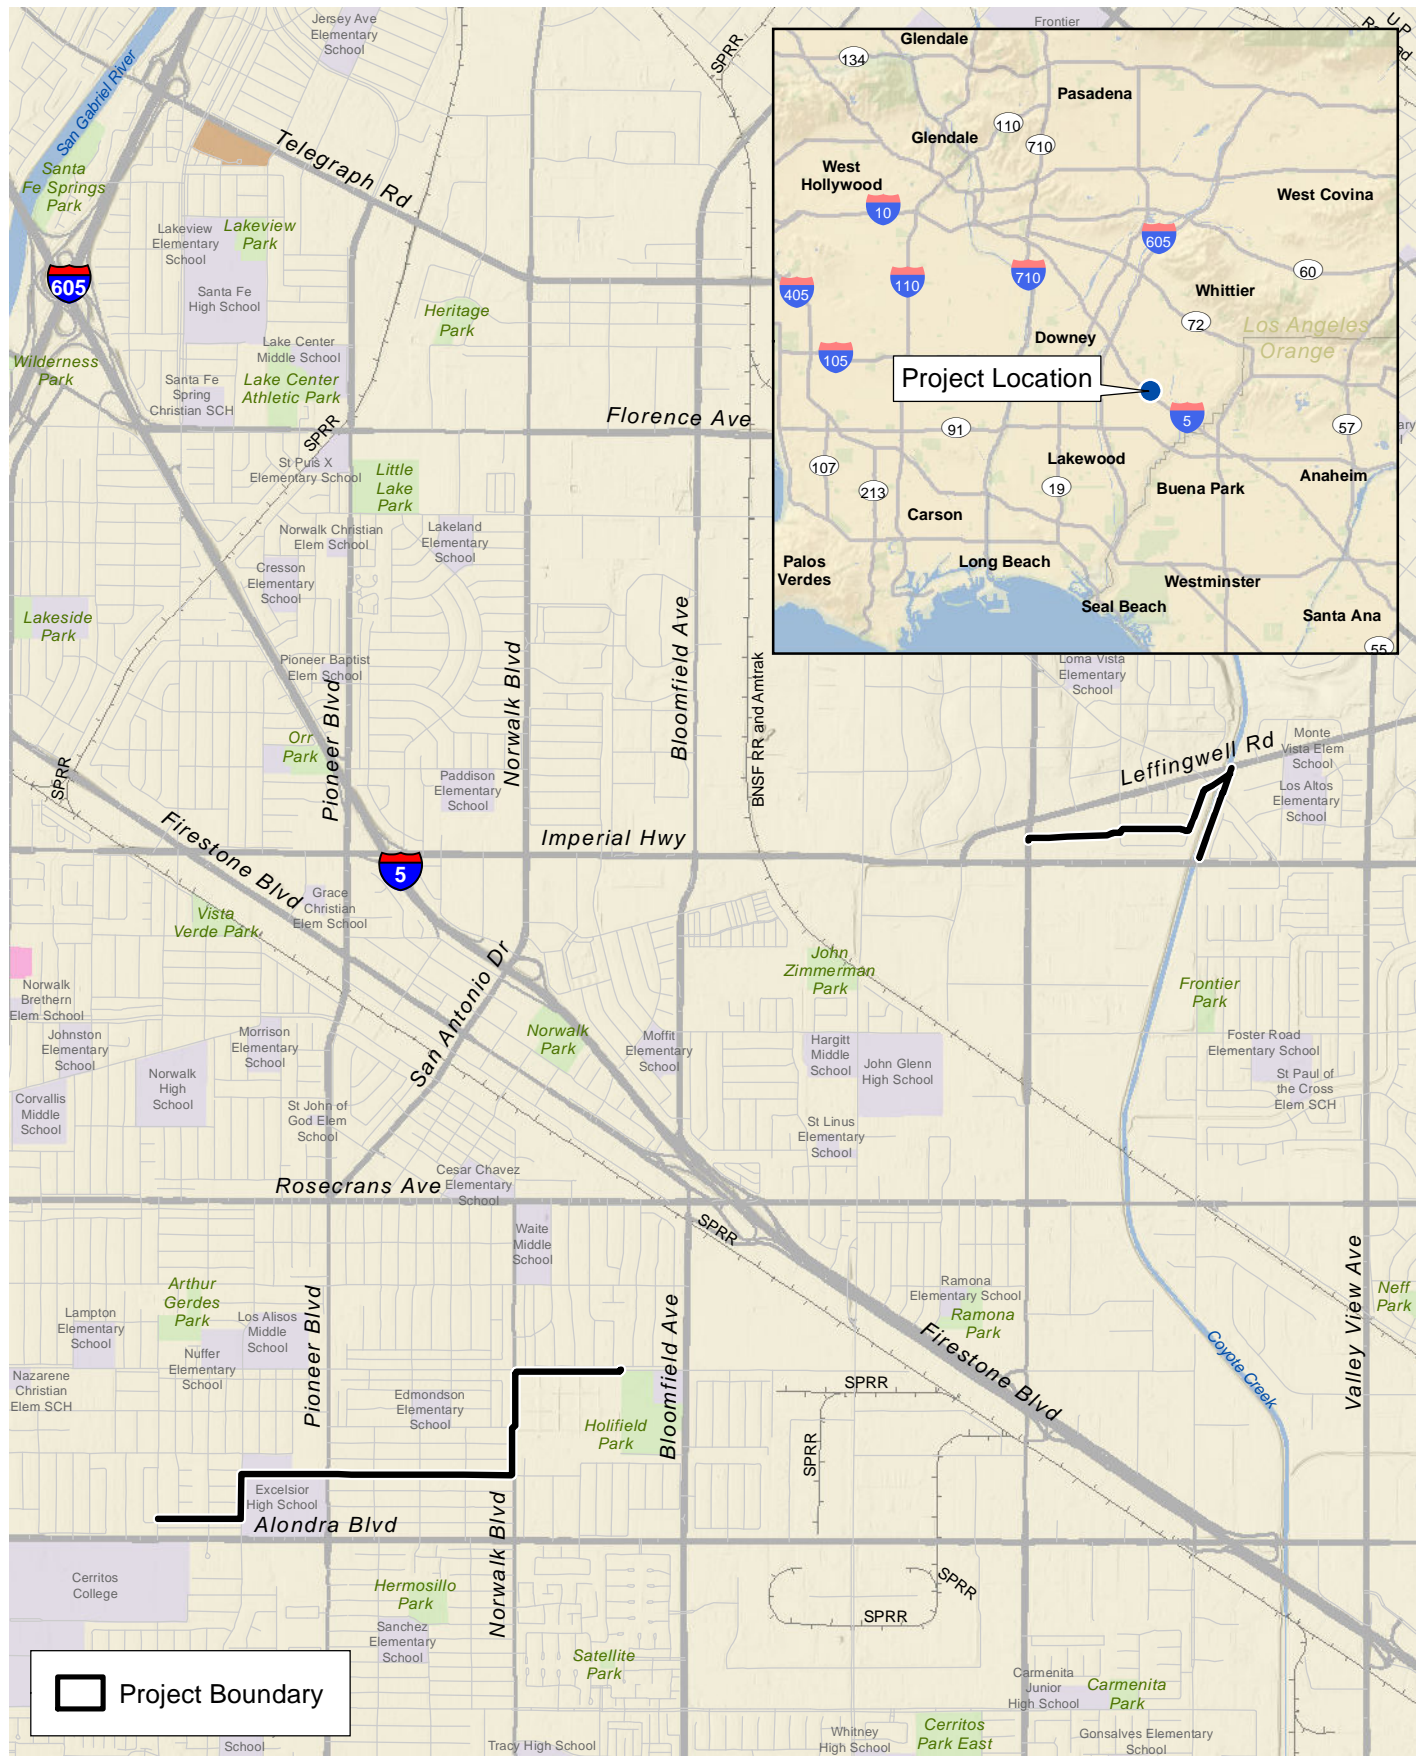 Jersey Ave
Elementary
School
Frontier
U P
San Gabriel River
SPRR
Telegraph Rd
Santa
Fe Springs
Park
Lakeview
Elementary
School
Lakeview
Park
605
Santa Fe
High School
Heritage
Park
Lake Center
Middle School
Wilderness
Park
Santa Fe
Spring
Christian SCH
Lake Center
Athletic Park
Florence Ave
SPRR
St Puis X
Elementary School
Little
Lake
Park
Norwalk Christian
Elem School
Lakeland
Elementary
School
Cresson
Elementary
School
Lakeside
Park
Pioneer Baptist
Elem School
Glendale
134
Pasadena
Glendale
110
710
West
Hollywood
West Covina
10
605
60
405
110
710
Whittier
72
Los Angeles
Orange
Downey
105
Project Location
5
91
57
107
Lakewood
Anaheim
213
19
Buena Park
Carson
Palos
Verdes
Long Beach
Westminster
Seal Beach
Santa Ana
55
Loma Vista
Elementary
School
Pioneer Blvd
Norwalk Blvd
Bloomfield Ave
BNSF RR and Amtrak
Orr
Park
SPRR
Paddison
Elementary
School
Leffingwell Rd
Monte
Vista Elem
School
Los Altos
Elementary
School
Firestone Blvd
Imperial Hwy
5
Grace
Christian
Elem School
Vista
Verde Park
San Antonio Dr
John
Zimmerman
Park
Norwalk
Brethern
Elem School
Frontier
Park
Johnston
Elementary
School
Morrison
Elementary
School
Norwalk
Park
Moffit
Elementary
School
Hargitt
Middle
School
John Glenn
High School
Foster Road
Elementary School
Norwalk
High
School
St Paul of
the Cross
Elem SCH
Corvallis
Middle
School
St John of
God Elem
School
St Linus
Elementary
School
Cesar Chavez
Elementary
School
Rosecrans Ave
SPRR
Waite
Middle
School
Arthur
Gerdes
Park
Ramona
Elementary School
Ramona
Park
Neff
Park
Lampton
Elementary
School
Los Alisos
Middle
School
Pioneer Blvd
Bloomfield Ave
Firestone Blvd
Coyote Creek
Valley View Ave
Nuffer
Elementary
School
Nazarene
Christian
Elem SCH
Edmondson
Elementary
School
SPRR
Holifield
Park
SPRR
Excelsior
High School
Alondra Blvd
Norwalk Blvd
Cerritos
College
Hermosillo
Park
SPRR
SPRR
Sanchez
Elementary
School
Satellite
Park
Carmenita
Junior
High School
Carmenita
Park
Project Boundary
School
Tracy High School
Whitney
High School
Cerritos
Park East
Gonsalves Elementary
School